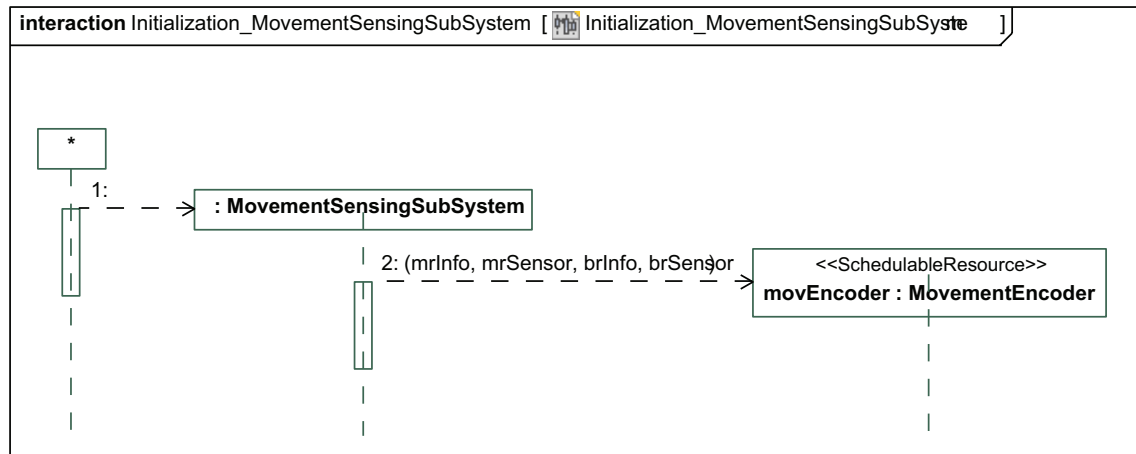 interaction Initialization_MovementSensingSubSystem [ Initialization_MovementSensingSubSystem ]
*
1:
: MovementSensingSubSystem
2: (mrInfo, mrSensor, brInfo, brSensor)
<<SchedulableResource>>
movEncoder : MovementEncoder